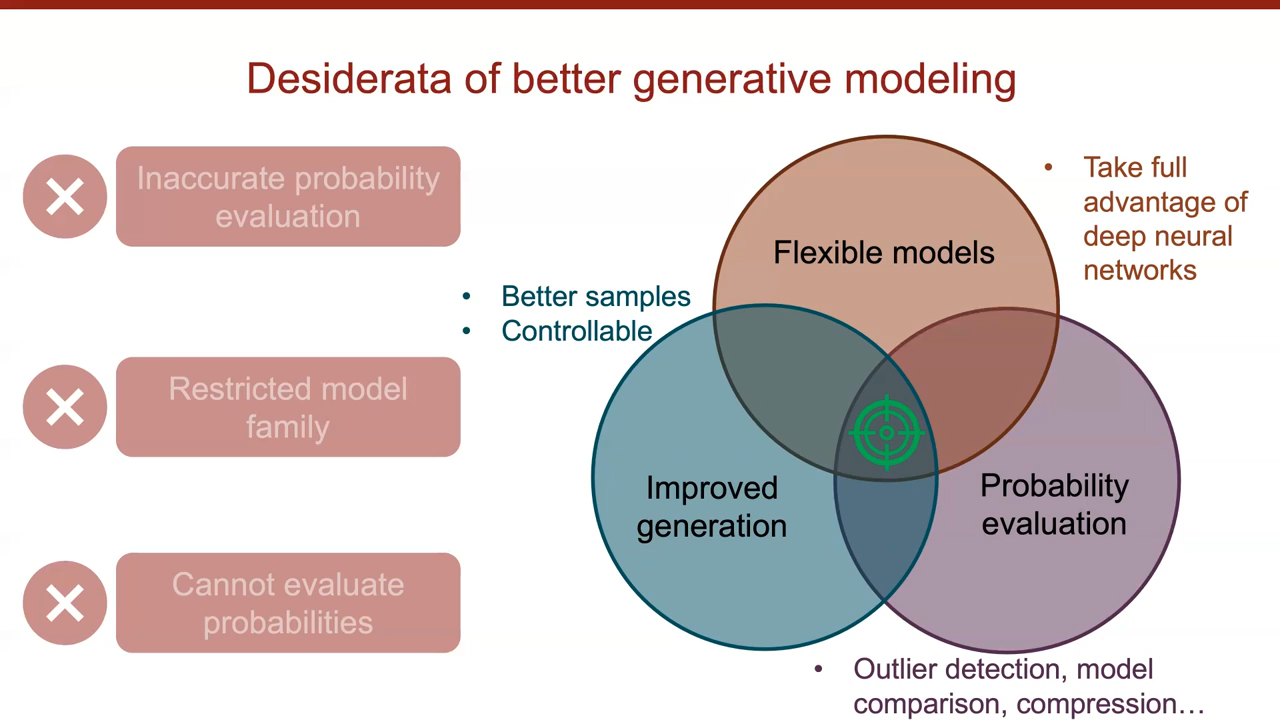 Desiderata of better generative modeling
Inaccurate probability
evaluation
Restricted model
family
Cannot evaluate
probabilities
• Better samples
• Controllable
Flexible models
• Take full
advantage of
deep neural
networks
Improved
generation
Probability
evaluation
• Outlier detection, model
comparison, compression…